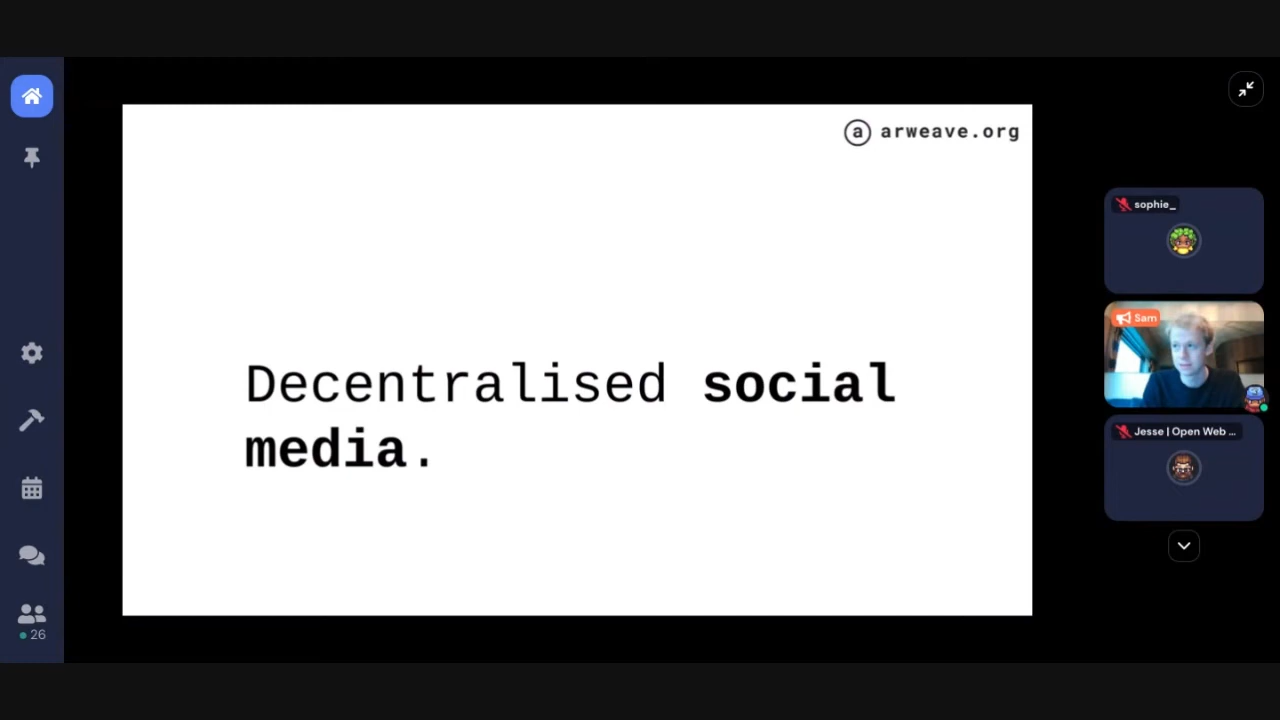 arweave.org
Decentralised social
media.
sophie_
Sam
Jesse | Open Web ...
26